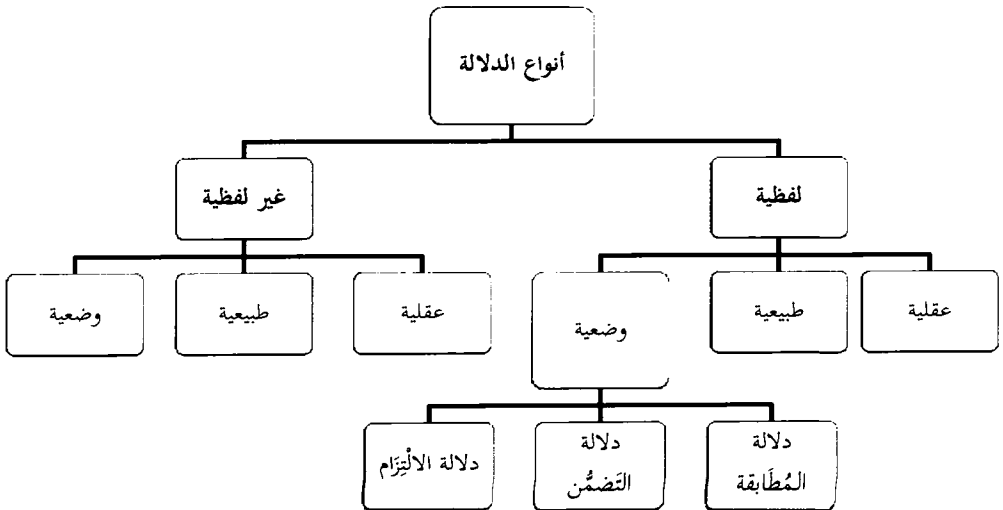 أنواع الدلالة
لفظية
غير لفظية
عقلية
طبيعية
وضعية
عقلية
طبيعية
وضعية
دلالة
المُطَابقة
دلالة
التَضمُّن
دلالة الالْتِزَام